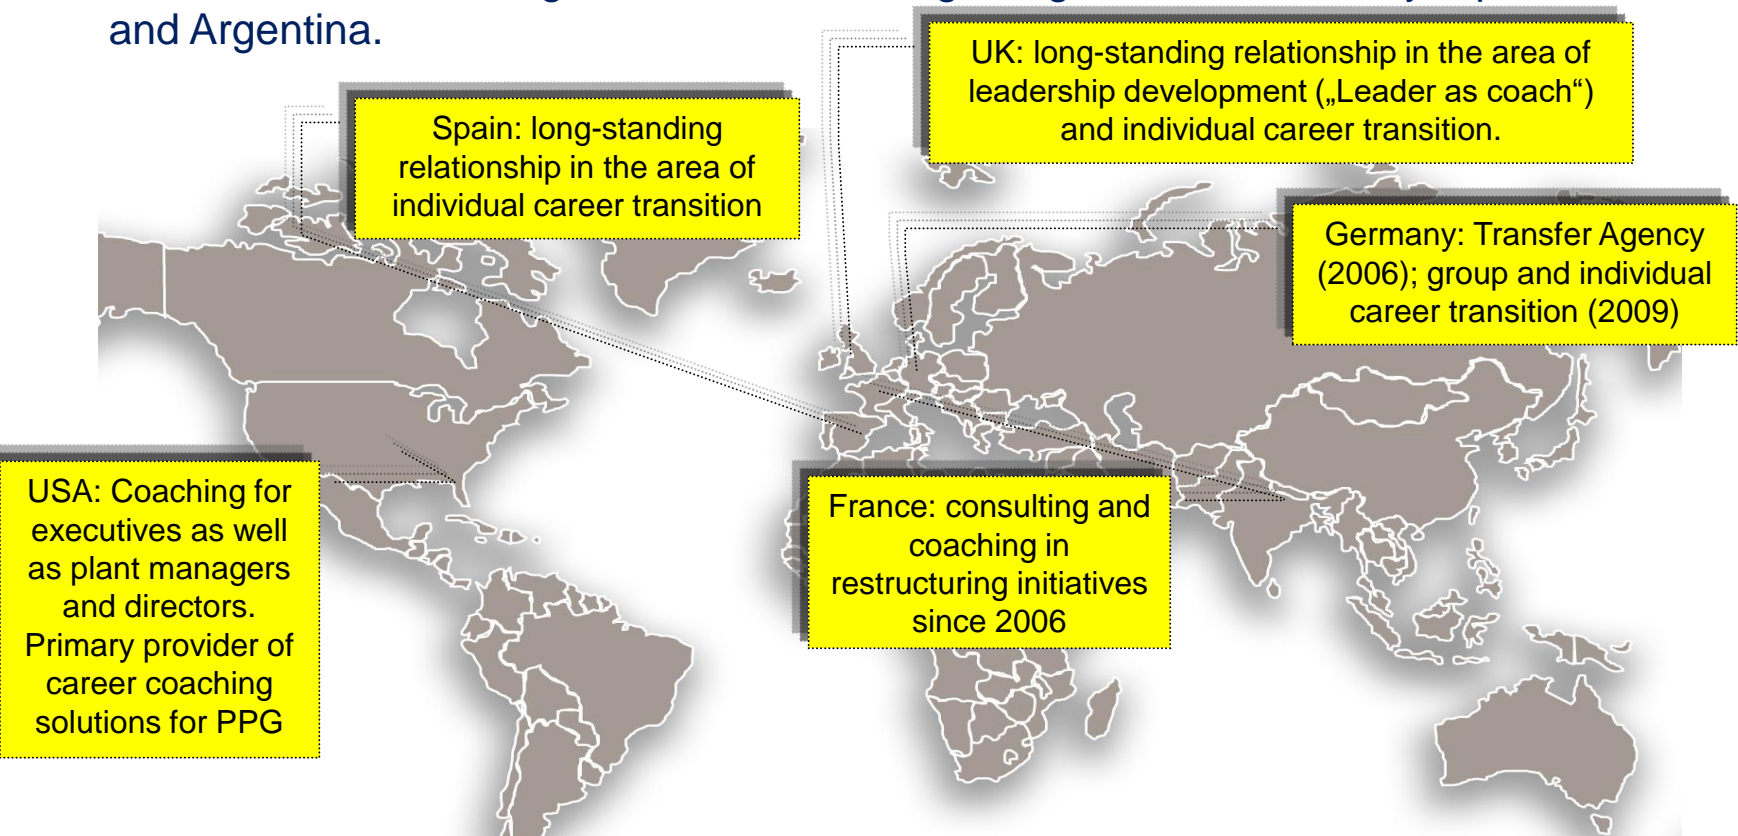 and Argentina.
UK: long-standing relationship in the area of
leadership development („Leader as coach“)
and individual career transition.
Spain: long-standing
relationship in the area of
individual career transition
Germany: Transfer Agency
(2006); group and individual
career transition (2009)
USA: Coaching for
executives as well
as plant managers
and directors.
Primary provider of
career coaching
solutions for PPG
France: consulting and
coaching in
restructuring initiatives
since 2006